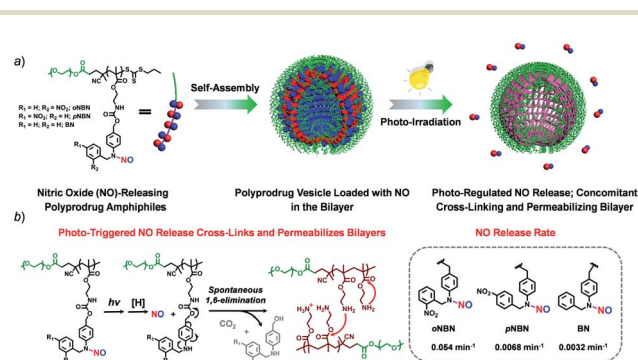 a)
CN
R₁ = H; R₂ = NO₂; oNBN
R₁ = NO₂; R₂ = H; pNBN
R₁ = H; R₂ = H; BN
Self-Assembly
Photo-Irradiation
Nitric Oxide (NO)-Releasing
Polyprodrug Amphiphiles
Polyprodrug Vesicle Loaded with NO
in the Bilayer
Photo-Regulated NO Release; Concomitant
Cross-Linking and Permeabilizing Bilayer
b)
Photo-Triggered NO Release Cross-Links and Permeabilizes Bilayers
NO Release Rate
hν
[H]
NO
+
Spontaneous
1,6-elimination
CO₂
+
oNBN
pNBN
BN
0.054 min⁻¹
0.0068 min⁻¹
0.0032 min⁻¹